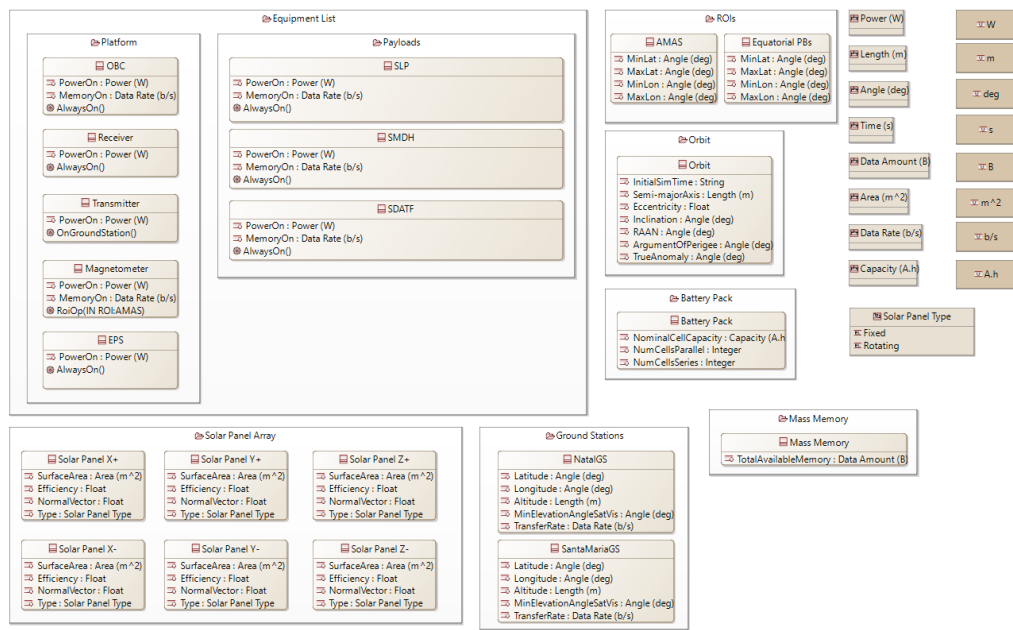 Equipment List
Platform
OBC
PowerOn : Power (W)
MemoryOn : Data Rate (b/s)
AlwaysOn()
Receiver
PowerOn : Power (W)
AlwaysOn()
Transmitter
PowerOn : Power (W)
OnGroundStation()
Magnetometer
PowerOn : Power (W)
MemoryOn : Data Rate (b/s)
RoiOp(IN ROI:AMAS)
EPS
PowerOn : Power (W)
AlwaysOn()
Payloads
SLP
PowerOn : Power (W)
MemoryOn : Data Rate (b/s)
AlwaysOn()
SMDH
PowerOn : Power (W)
MemoryOn : Data Rate (b/s)
AlwaysOn()
SDATF
PowerOn : Power (W)
MemoryOn : Data Rate (b/s)
AlwaysOn()
ROIs
AMAS
MinLat : Angle (deg)
MaxLat : Angle (deg)
MinLon : Angle (deg)
MaxLon : Angle (deg)
Equatorial PBs
MinLat : Angle (deg)
MaxLat : Angle (deg)
MinLon : Angle (deg)
MaxLon : Angle (deg)
Orbit
Orbit
InitialSimTime : String
Semi-majorAxis : Length (m)
Eccentricity : Float
Inclination : Angle (deg)
RAAN : Angle (deg)
ArgumentOfPerigee : Angle (deg)
TrueAnomaly : Angle (deg)
Battery Pack
Battery Pack
NominalCellCapacity : Capacity (A.h
NumCellsParallel : Integer
NumCellsSeries : Integer
Power (W)
W
Length (m)
m
Angle (deg)
deg
Time (s)
s
Data Amount (B)
B
Area (m^2)
m^2
Data Rate (b/s)
b/s
Capacity (A.h)
A.h
Solar Panel Type
Fixed
Rotating
Mass Memory
Mass Memory
TotalAvailableMemory : Data Amount (B)
Solar Panel Array
Solar Panel X+
SurfaceArea : Area (m^2)
Efficiency : Float
NormalVector : Float
Type : Solar Panel Type
Solar Panel Y+
SurfaceArea : Area (m^2)
Efficiency : Float
NormalVector : Float
Type : Solar Panel Type
Solar Panel Z+
SurfaceArea : Area (m^2)
Efficiency : Float
NormalVector : Float
Type : Solar Panel Type
Solar Panel X-
SurfaceArea : Area (m^2)
Efficiency : Float
NormalVector : Float
Type : Solar Panel Type
Solar Panel Y-
SurfaceArea : Area (m^2)
Efficiency : Float
NormalVector : Float
Type : Solar Panel Type
Solar Panel Z-
SurfaceArea : Area (m^2)
Efficiency : Float
NormalVector : Float
Type : Solar Panel Type
Ground Stations
NatalGS
Latitude : Angle (deg)
Longitude : Angle (deg)
Altitude : Length (m)
MinElevationAngleSatVis : Angle (deg)
TransferRate : Data Rate (b/s)
SantaMariaGS
Latitude : Angle (deg)
Longitude : Angle (deg)
Altitude : Length (m)
MinElevationAngleSatVis : Angle (deg)
TransferRate : Data Rate (b/s)